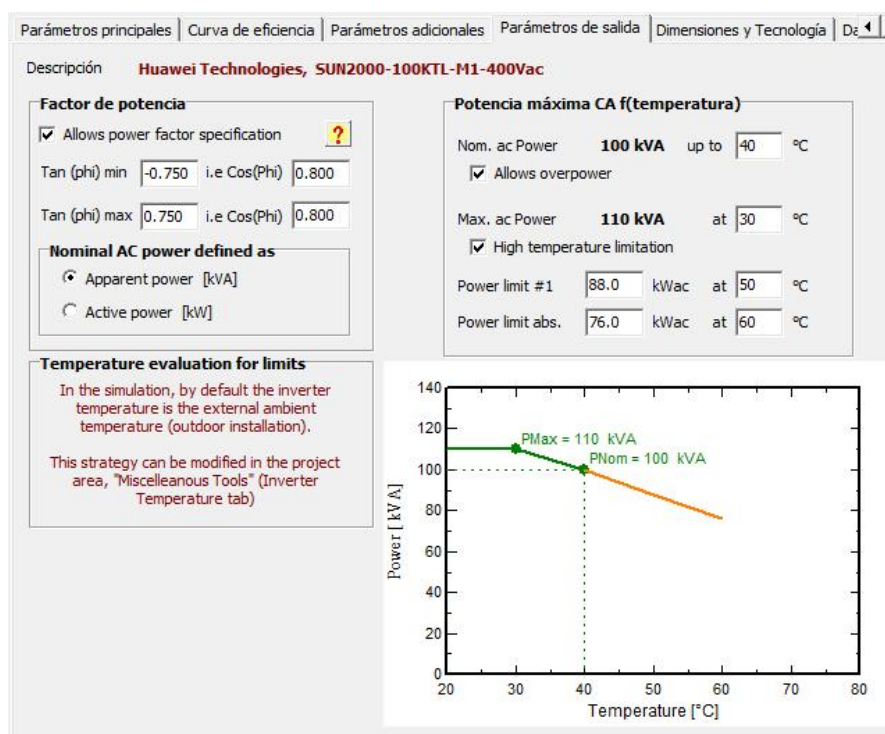 Parámetros principales
Curva de eficiencia
Parámetros adicionales
Parámetros de salida
Dimensiones y Tecnología
Da
Descripción Huawei Technologies, SUN2000-100KTL-M1-400Vac
Factor de potencia
Allows power factor specification ?
Tan (phi) min -0.750 i.e Cos(Phi) 0.800
Tan (phi) max 0.750 i.e Cos(Phi) 0.800
Nominal AC power defined as
Apparent power [kVA]
Active power [kW]
Potencia máxima CA f(temperatura)
Nom. ac Power 100 kVA up to 40 ºC
Allows overpower
Max. ac Power 110 kVA at 30 ºC
High temperature limitation
Power limit #1 88.0 kWac at 50 ºC
Power limit abs. 76.0 kWac at 60 ºC
Temperature evaluation for limits
In the simulation, by default the inverter
temperature is the external ambient
temperature (outdoor installation).
This strategy can be modified in the project
area, "Miscelleanous Tools" (Inverter
Temperature tab)
140
120
100
80
60
40
20
0
Power [ kVA]
PMax = 110 kVA
PNom = 100 kVA
20 30 40 50 60 70 80
Temperature [°C]